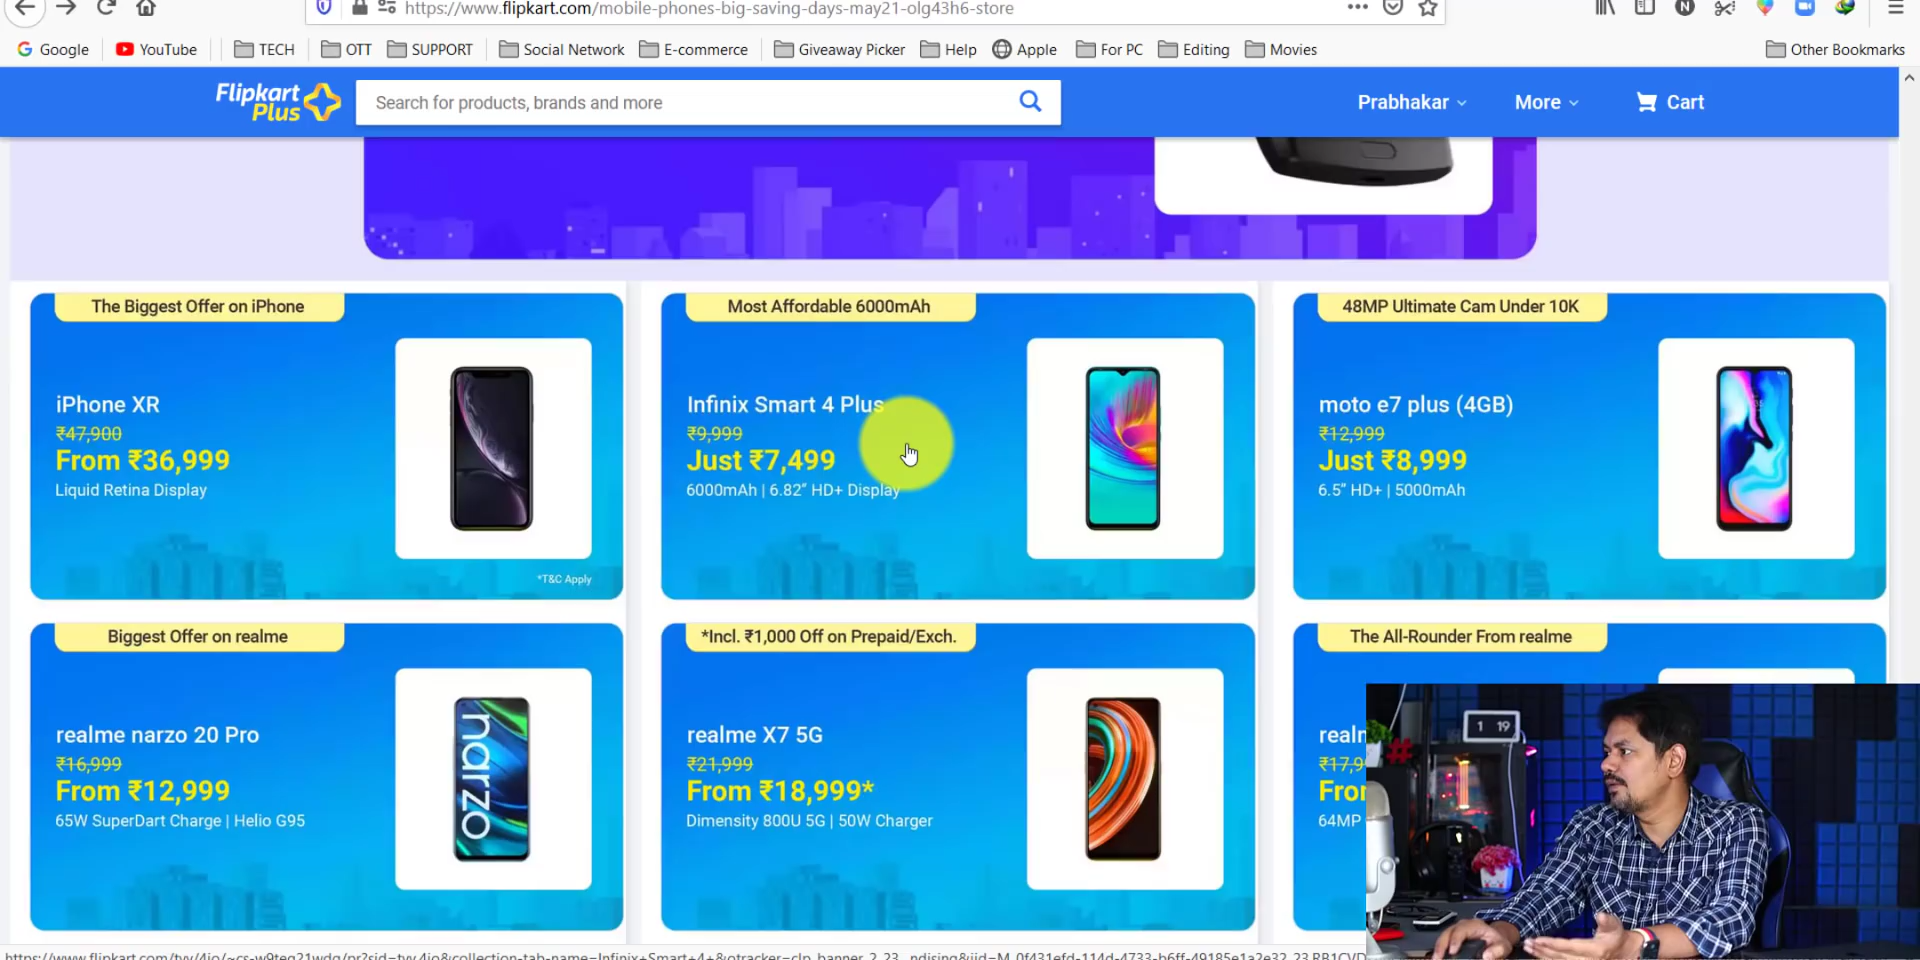 https://www.flipkart.com/mobile-phones-big-saving-days-may21-olg43h6-store
Google
YouTube
TECH
OTT
SUPPORT
Social Network
E-commerce
Giveaway Picker
Help
Apple
For PC
Editing
Movies
Other Bookmarks
Flipkart
Plus
Search for products, brands and more
Prabhakar
More
Cart
The Biggest Offer on iPhone
iPhone XR
₹47,900
From ₹36,999
Liquid Retina Display
*T&C Apply
Most Affordable 6000mAh
Infinix Smart 4 Plus
₹9,999
Just ₹7,499
6000mAh | 6.82” HD+ Display
48MP Ultimate Cam Under 10K
moto e7 plus (4GB)
₹12,999
Just ₹8,999
6.5” HD+ | 5000mAh
Biggest Offer on realme
realme narzo 20 Pro
₹16,999
From ₹12,999
65W SuperDart Charge | Helio G95
narzo
*Incl. ₹1,000 Off on Prepaid/Exch.
realme X7 5G
₹21,999
From ₹18,999*
Dimensity 800U 5G | 50W Charger
The All-Rounder From realme
64MP
1 19